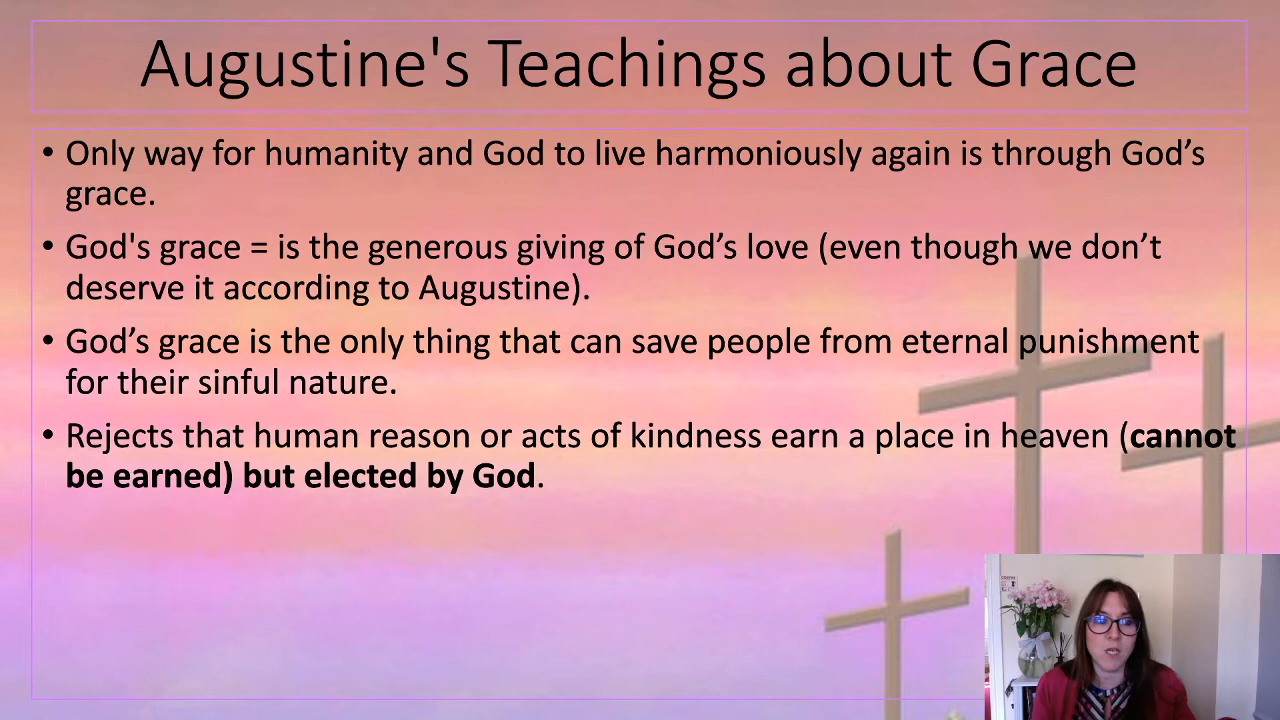 Augustine's Teachings about Grace
• Only way for humanity and God to live harmoniously again is through God’s
grace.
• God's grace = is the generous giving of God’s love (even though we don’t
deserve it according to Augustine).
• God’s grace is the only thing that can save people from eternal punishment
for their sinful nature.
• Rejects that human reason or acts of kindness earn a place in heaven (cannot
be earned) but elected by God.